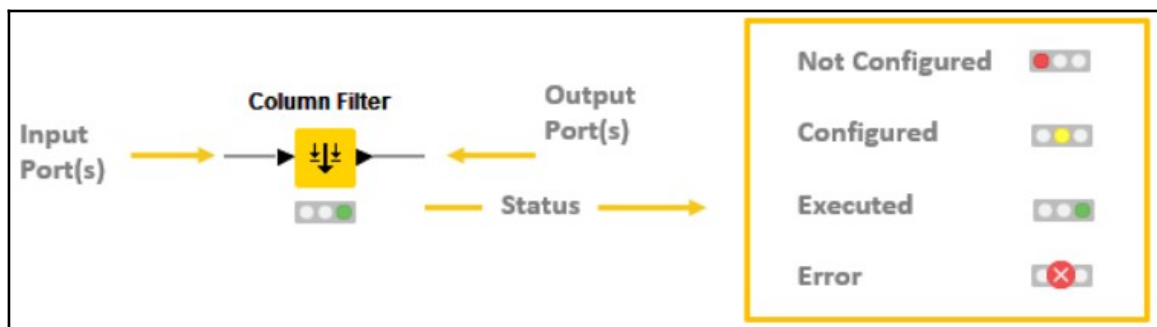 Column Filter
Input
Port(s)
Output
Port(s)
Status
Not Configured
Configured
Executed
Error